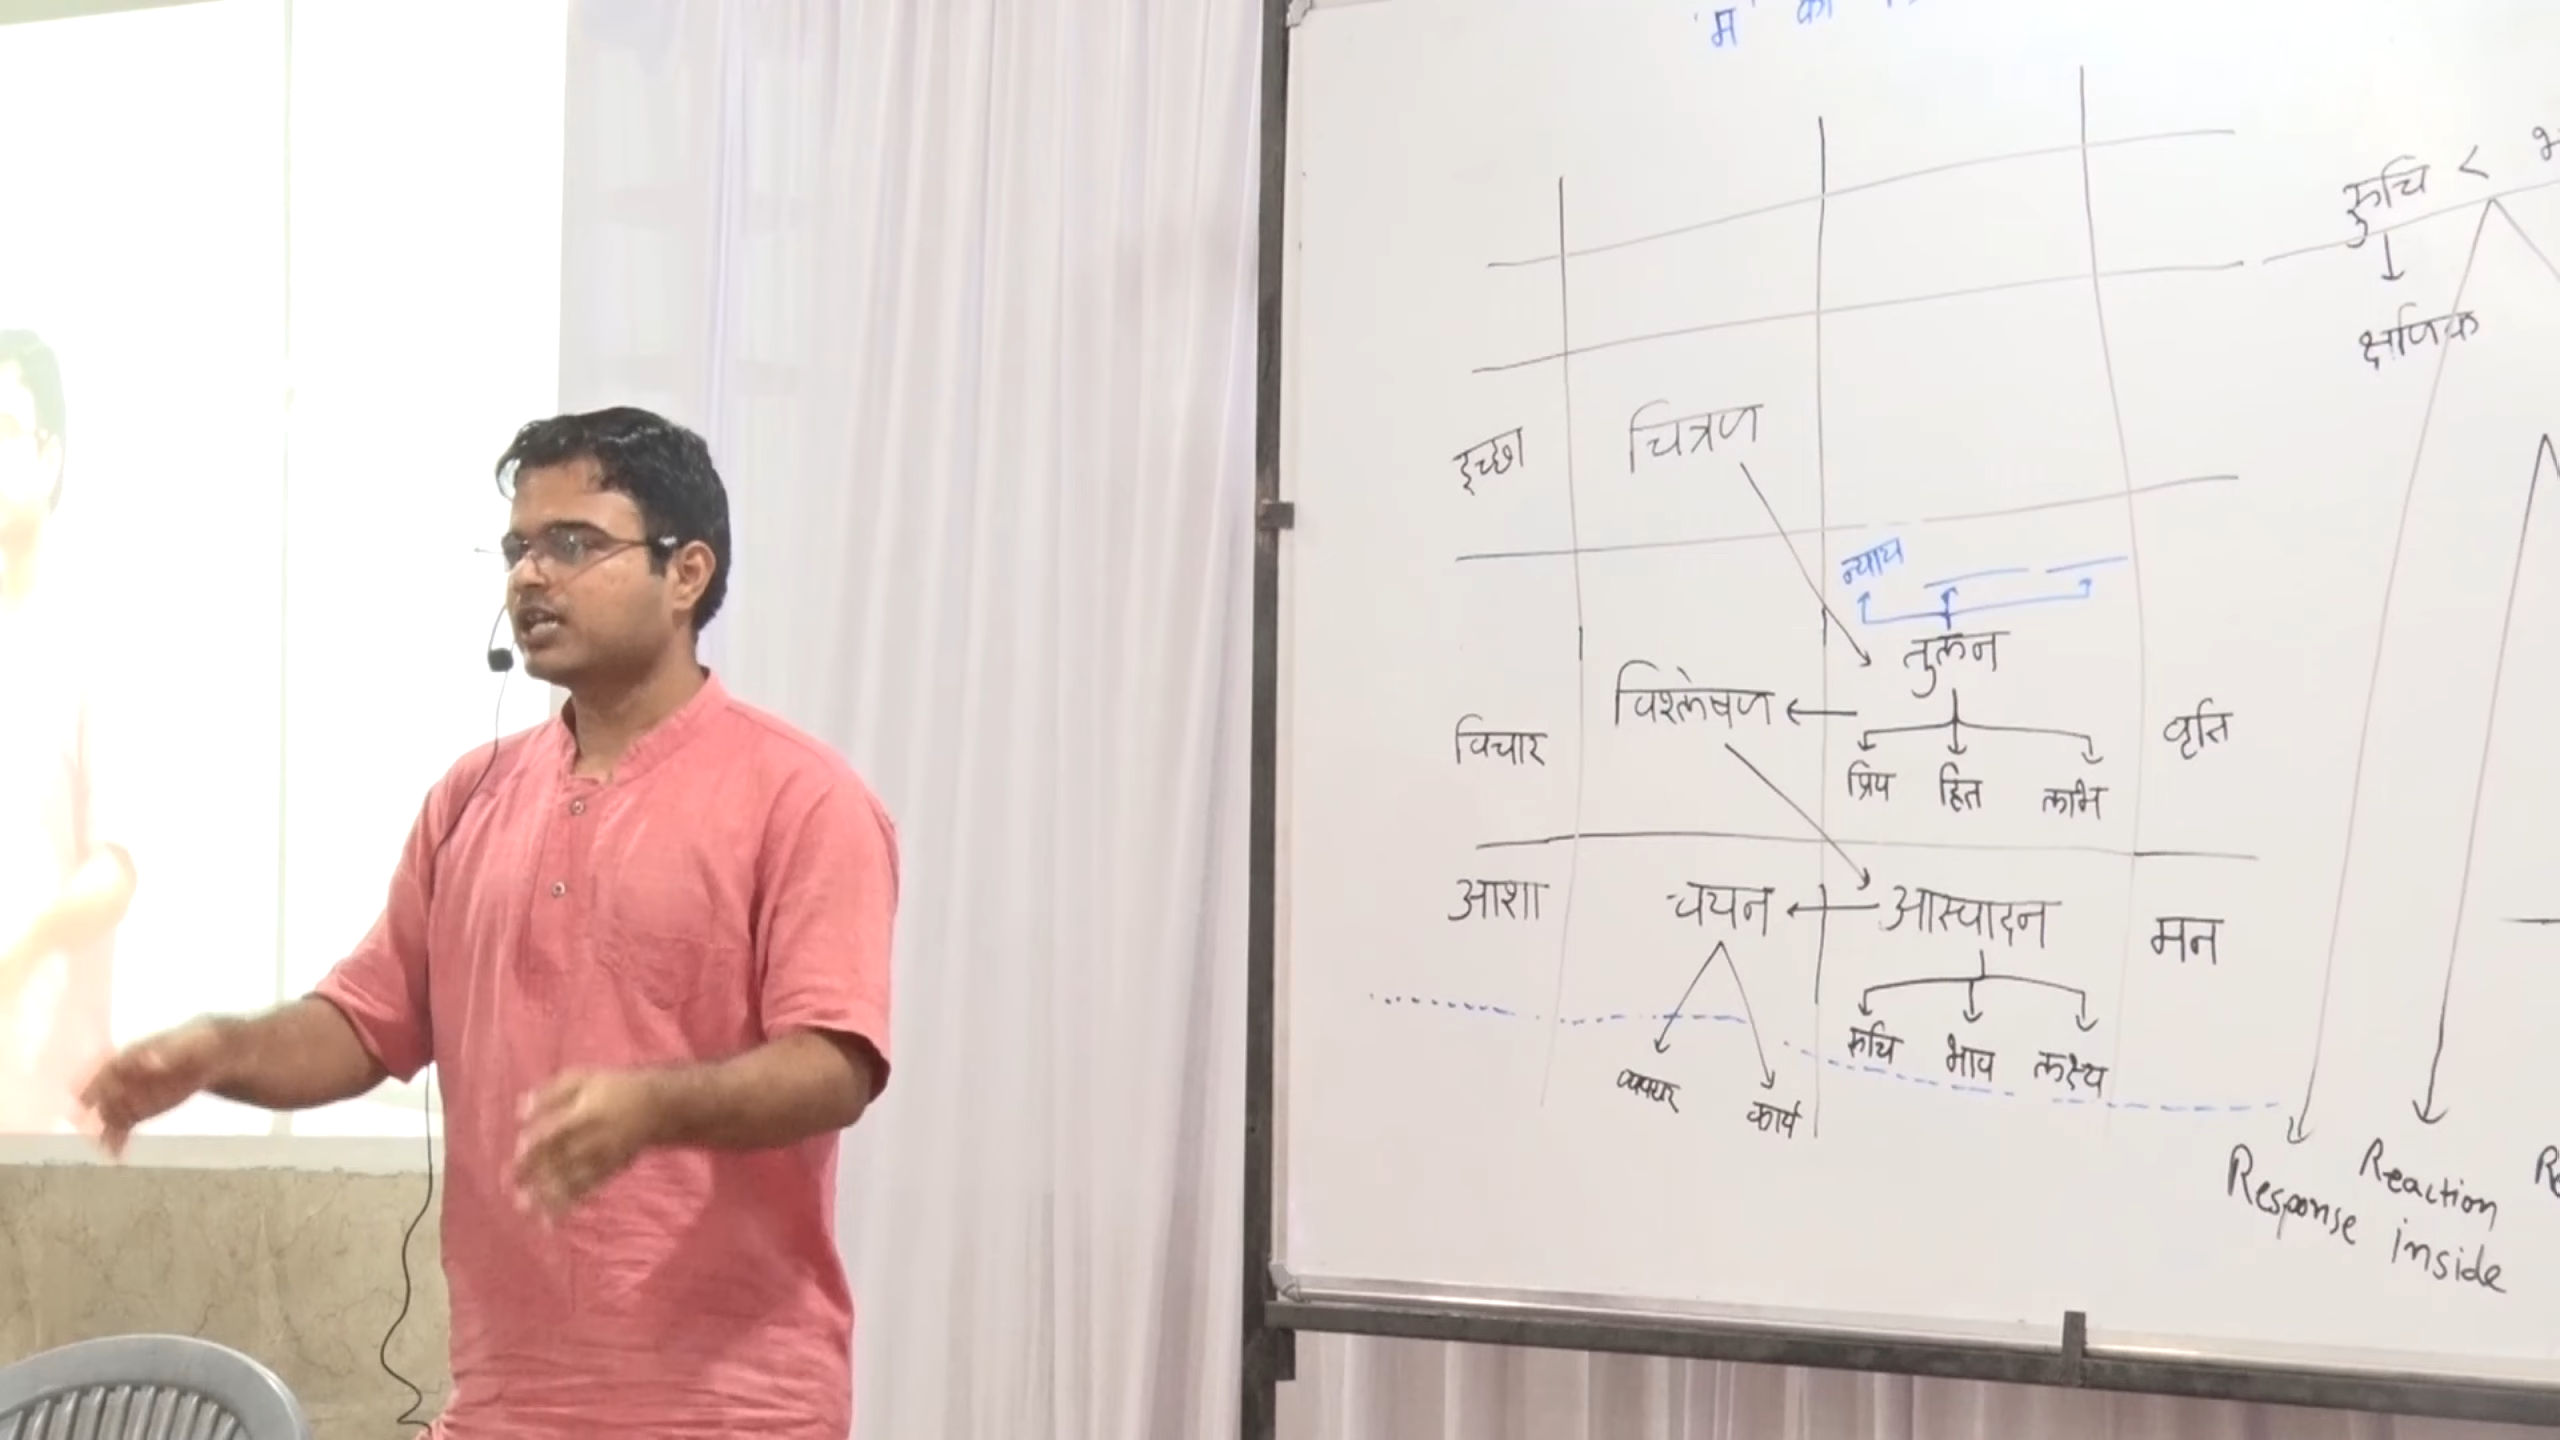 'म' का
रुचि <
क्षणिक
इच्छा चित्रण
न्याय
तुलन
विचार विश्लेषण वृत्ति
प्रिय हित लाभ
आशा चयन आस्वादन मन
रुचि भाव लक्ष्य
व्यवहार कार्य
Response Reaction
inside